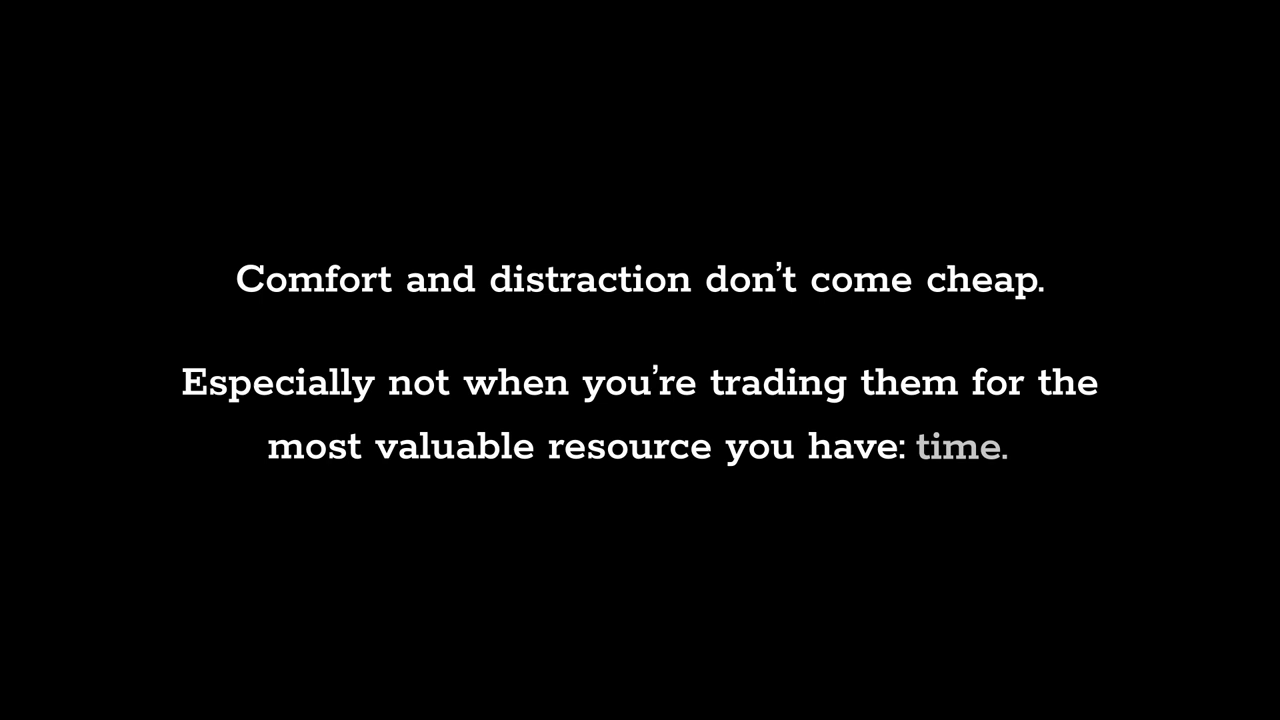 Comfort and distraction don’t come cheap.
Especially not when you’re trading them for the
most valuable resource you have: time.